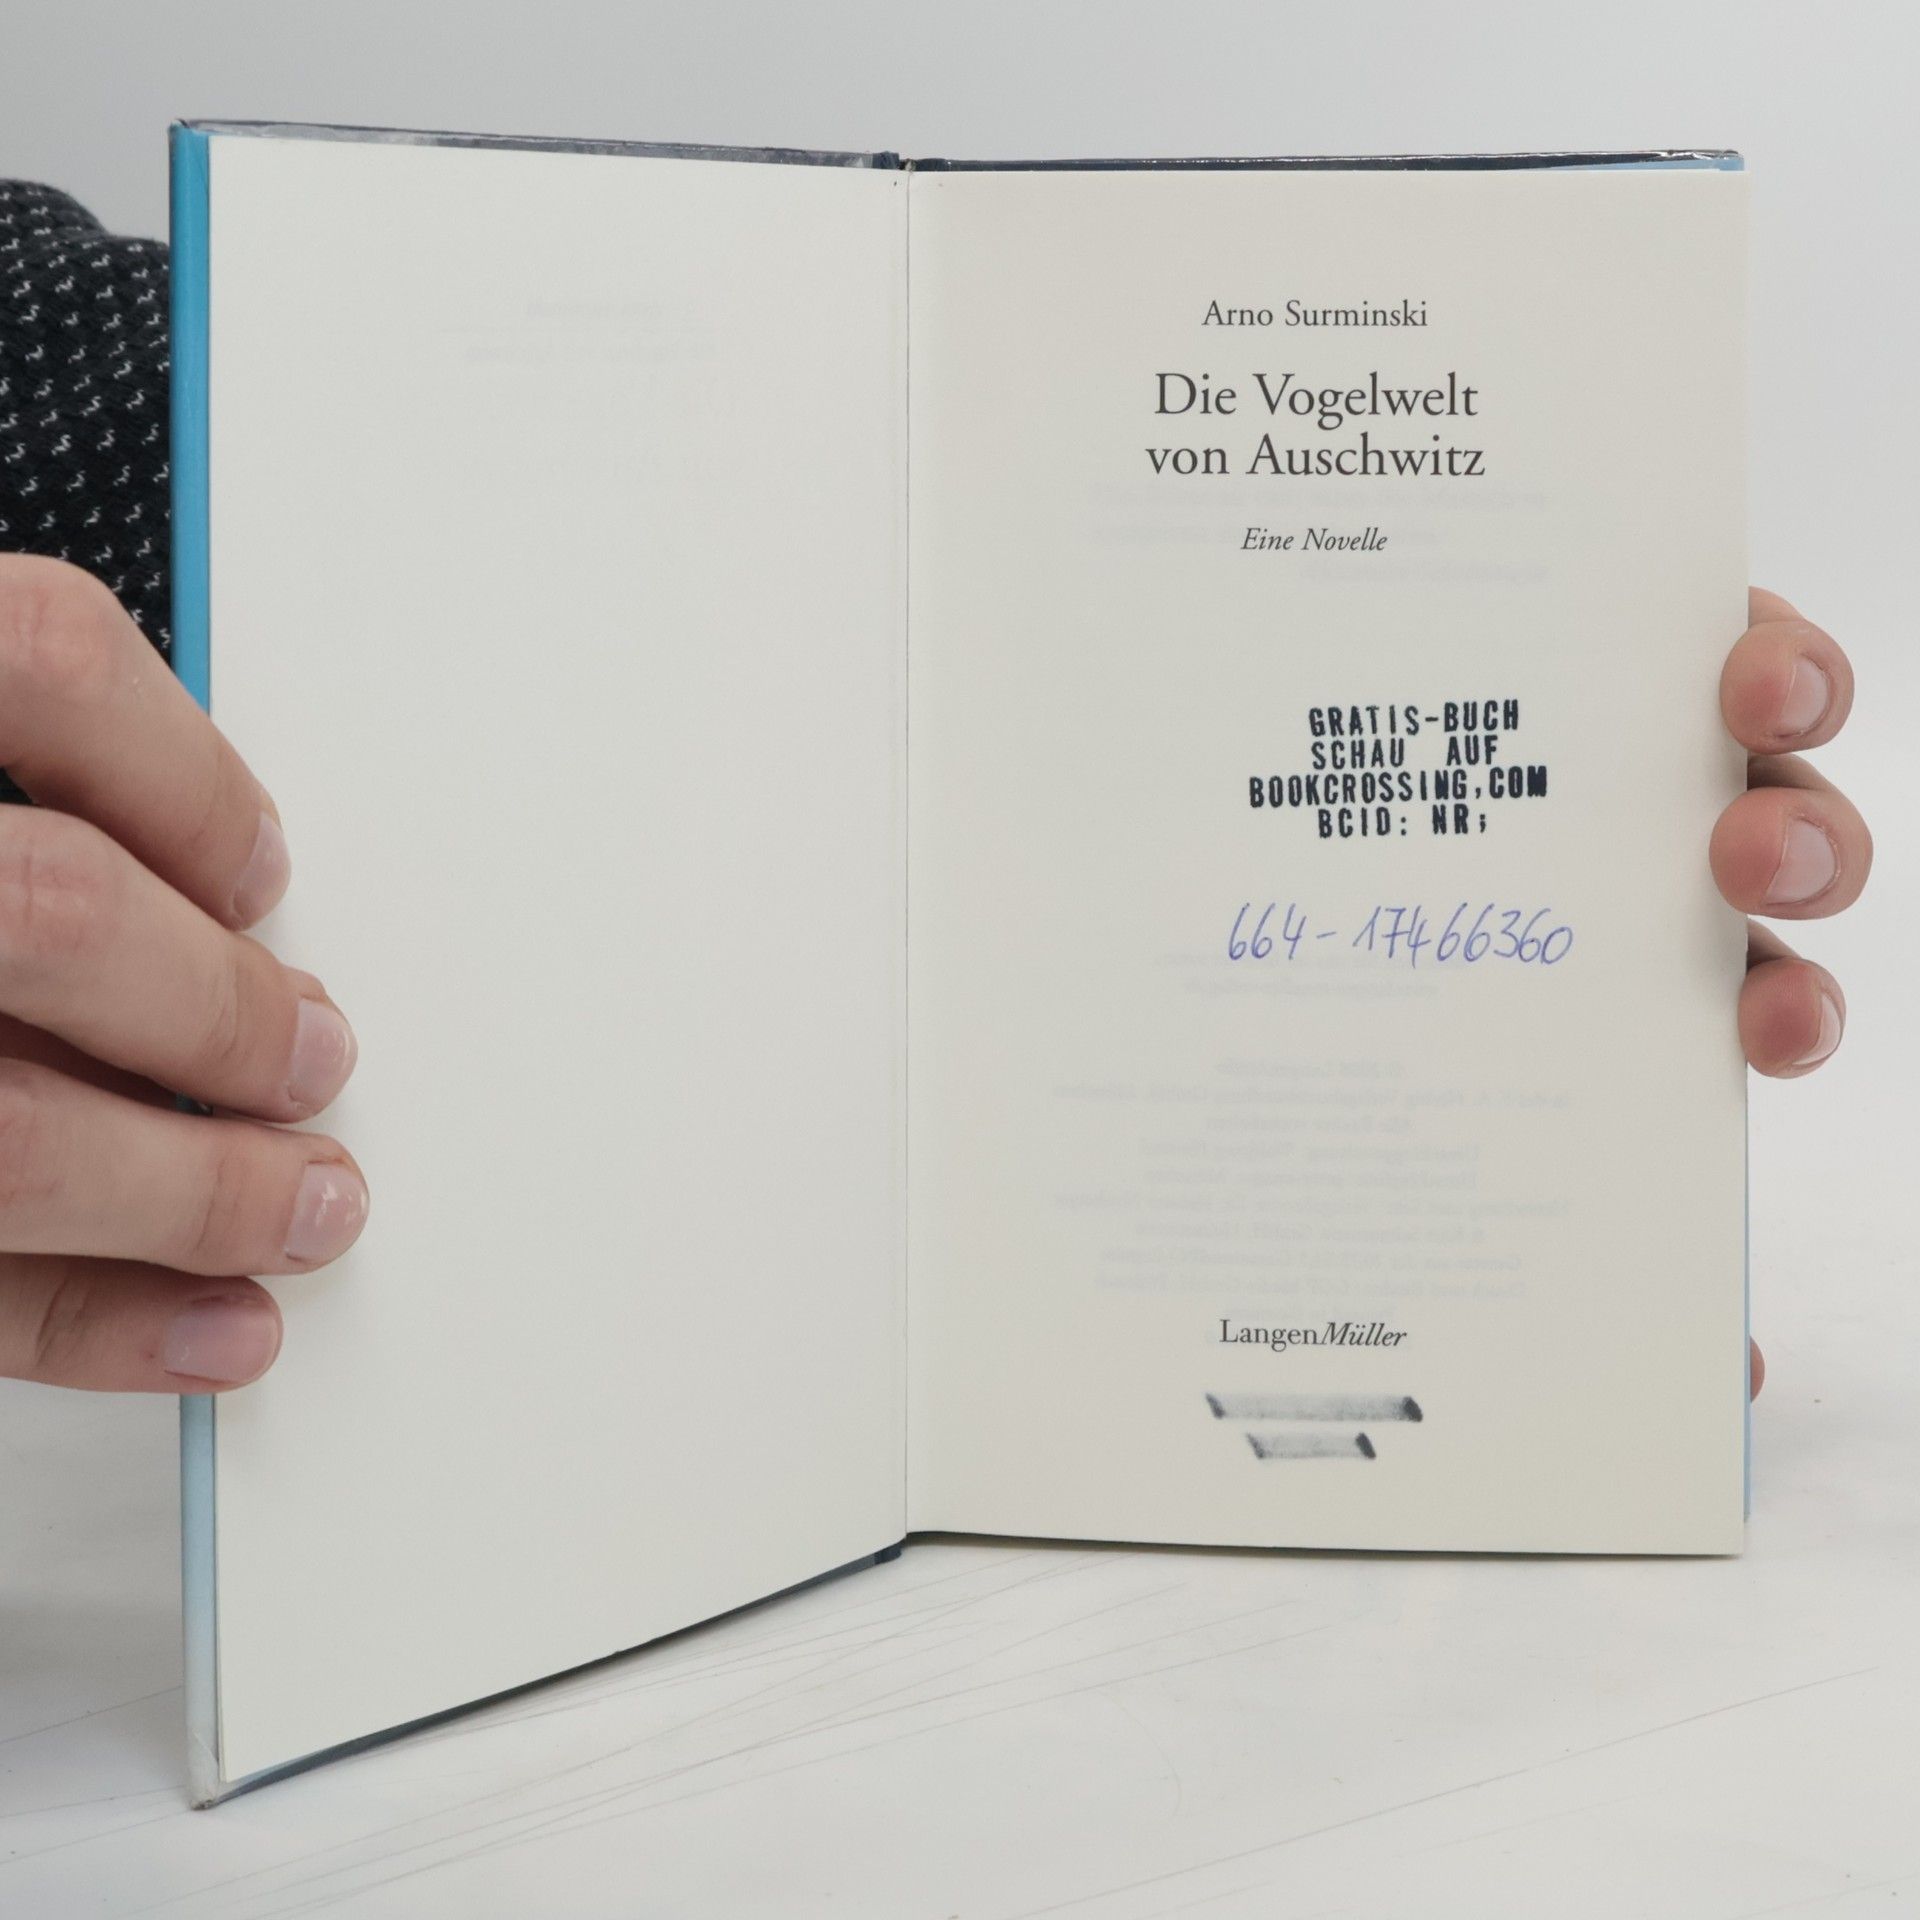 Arno Surminski
Die Vogelwelt
von Auschwitz
Eine Novelle
GRATIS-BUCH
SCHAU AUF
BOOKCROSSING.COM
BCID: NR;
664-17466360
LangenMüller